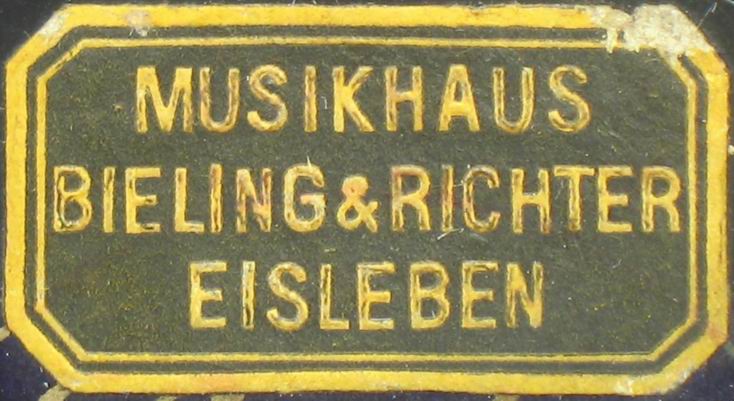 MUSIKHAUS
BIELING & RICHTER
EISLEBEN